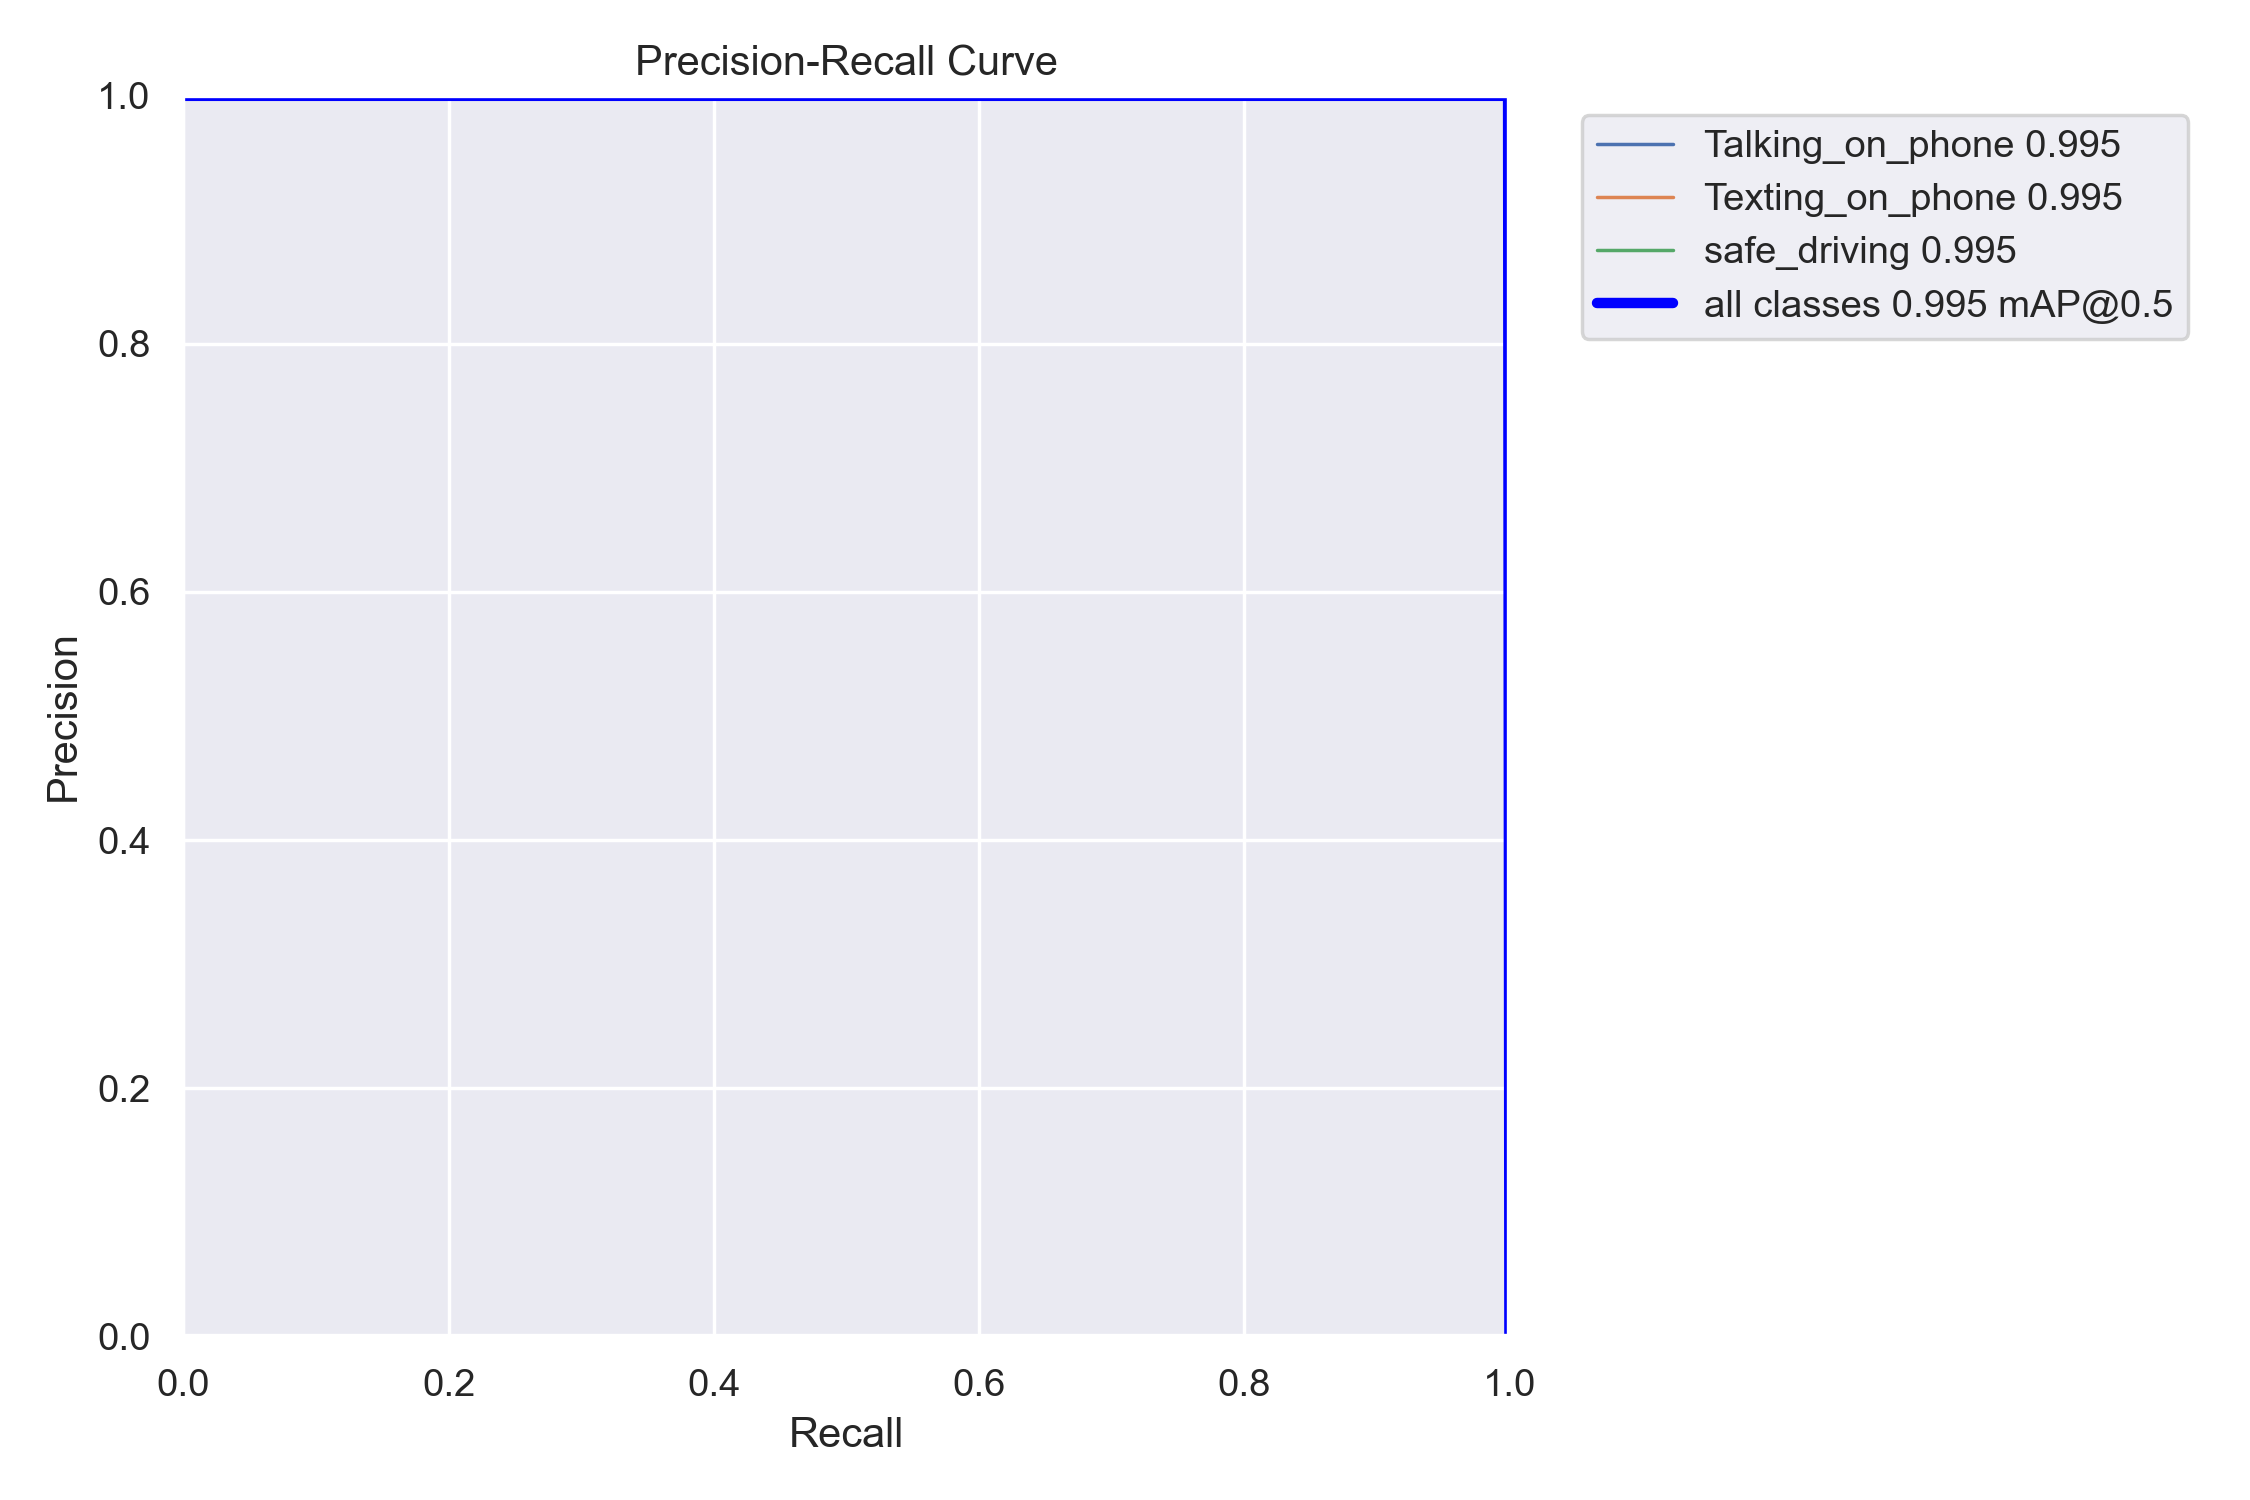 Precision-Recall Curve
1.0
0.8
0.6
0.4
0.2
0.0
Precision
0.0 0.2 0.4 0.6 0.8 1.0
Recall
Talking_on_phone 0.995
Texting_on_phone 0.995
safe_driving 0.995
all classes 0.995 mAP@0.5